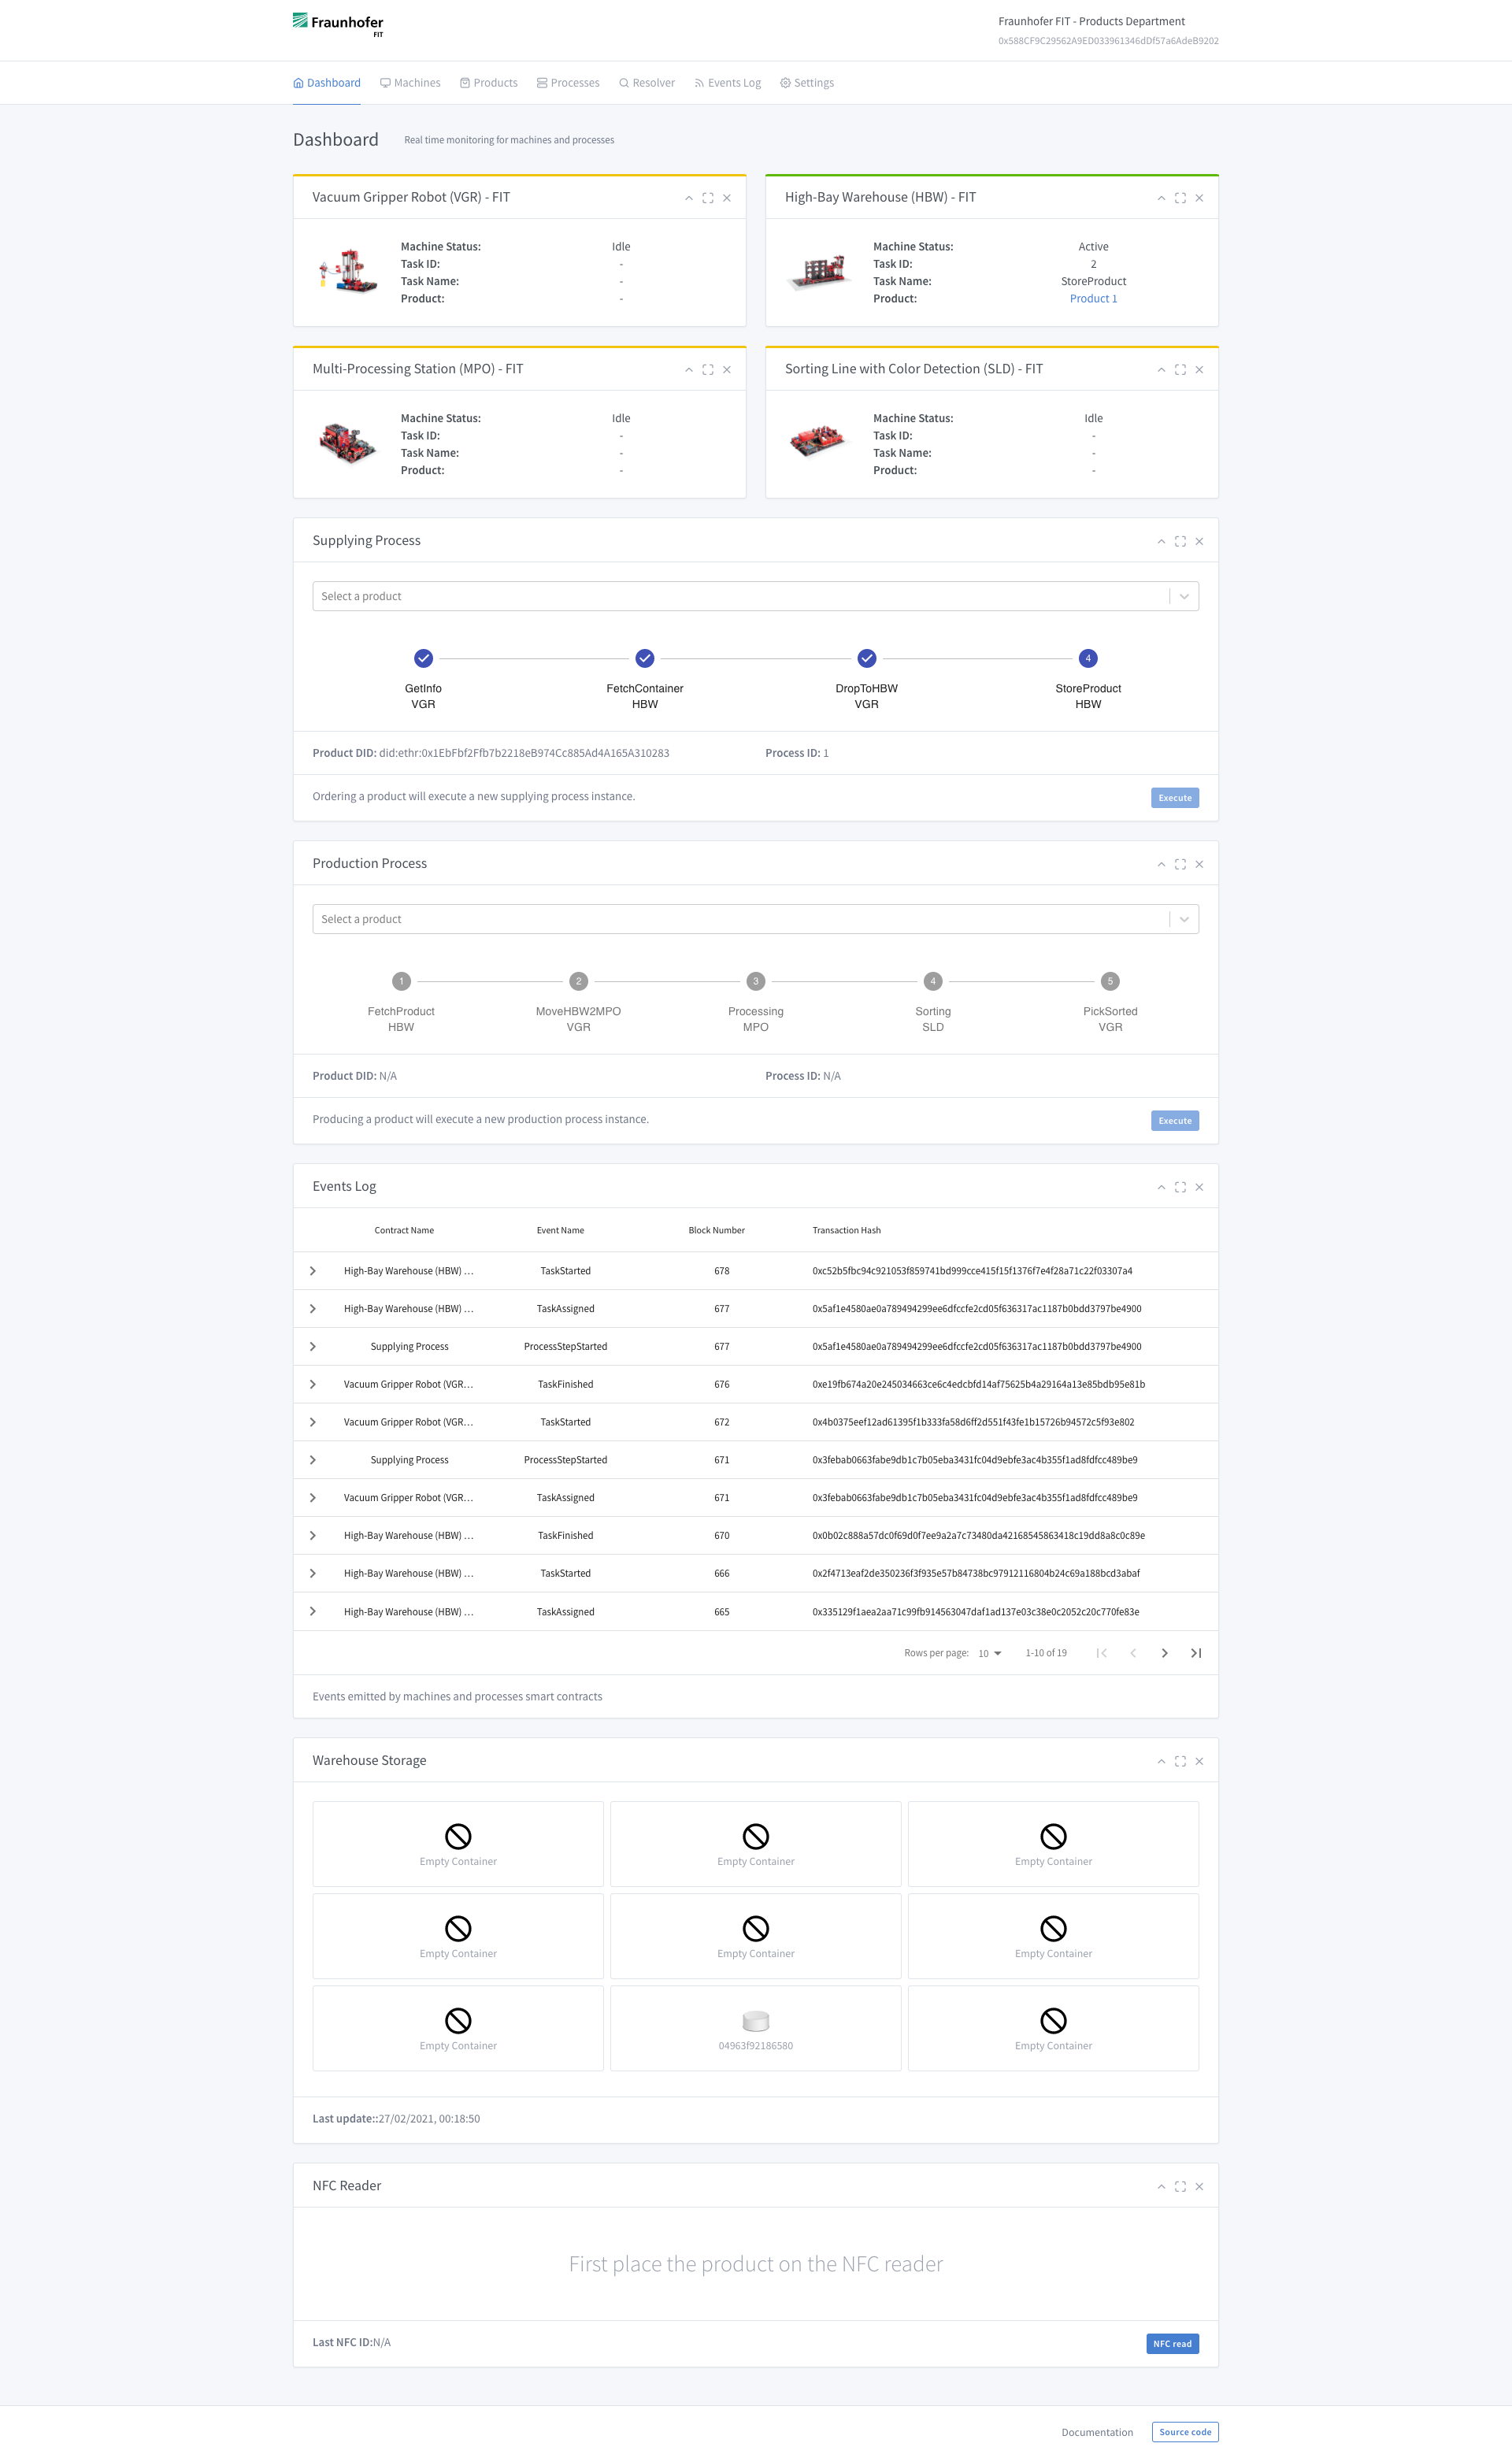 Fraunhofer
FIT
Fraunhofer FIT - Products Department
0x588CF9C29562A9ED033961346dDf57a6AdeB9202
Dashboard Machines Products Processes Resolver Events Log Settings
Dashboard Real time monitoring for machines and processes
Vacuum Gripper Robot (VGR) - FIT
Machine Status: Idle
Task ID: -
Task Name: -
Product: -
High-Bay Warehouse (HBW) - FIT
Machine Status: Active
Task ID: 2
Task Name: StoreProduct
Product: Product 1
Multi-Processing Station (MPO) - FIT
Machine Status: Idle
Task ID: -
Task Name: -
Product: -
Sorting Line with Color Detection (SLD) - FIT
Machine Status: Idle
Task ID: -
Task Name: -
Product: -
Supplying Process
Select a product
4
GetInfo FetchContainer DropToHBW StoreProduct
VGR HBW VGR HBW
Product DID: did:ethr:0x1EbFbf2Ffb7b2218eB974Cc885Ad4A165A310283 Process ID: 1
Ordering a product will execute a new supplying process instance. Execute
Production Process
Select a product
1 2 3 4 5
FetchProduct MoveHBW2MPO Processing Sorting PickSorted
HBW VGR MPO SLD VGR
Product DID: N/A Process ID: N/A
Producing a product will execute a new production process instance. Execute
Events Log
Contract Name Event Name Block Number Transaction Hash
High-Bay Warehouse (HBW) … TaskStarted 678 0xc52b5fbc94c921053f859741bd999cce415f15f1376f7e4f28a71c22f03307a4
High-Bay Warehouse (HBW) … TaskAssigned 677 0x5af1e4580ae0a789494299ee6dfccfe2cd05f636317ac1187b0bdd3797be4900
Supplying Process ProcessStepStarted 677 0x5af1e4580ae0a789494299ee6dfccfe2cd05f636317ac1187b0bdd3797be4900
Vacuum Gripper Robot (VGR… TaskFinished 676 0xe19fb674a20e245034663ce6c4edcbfd14af75625b4a29164a13e85bdb95e81b
Vacuum Gripper Robot (VGR… TaskStarted 672 0x4b0375eef12ad61395f1b333fa58d6ff2d551f43fe1b15726b94572c5f93e802
Supplying Process ProcessStepStarted 671 0x3febab0663fabe9db1c7b05eba3431fc04d9ebfe3ac4b355f1ad8fdfcc489be9
Vacuum Gripper Robot (VGR… TaskAssigned 671 0x3febab0663fabe9db1c7b05eba3431fc04d9ebfe3ac4b355f1ad8fdfcc489be9
High-Bay Warehouse (HBW) … TaskFinished 670 0x0b02c888a57dc0f69d0f7ee9a2a7c73480da42168545863418c19dd8a8c0c89e
High-Bay Warehouse (HBW) … TaskStarted 666 0x2f4713eaf2de350236f3f935e57b84738bc97912116804b24c69a188bcd3abaf
High-Bay Warehouse (HBW) … TaskAssigned 665 0x335129f1aea2aa71c99fb914563047daf1ad137e03c38e0c2052c20c770fe83e
Rows per page: 10 1-10 of 19
Events emitted by machines and processes smart contracts
Warehouse Storage
Empty Container Empty Container Empty Container
Empty Container Empty Container Empty Container
Empty Container 04963f92186580 Empty Container
Last update::27/02/2021, 00:18:50
NFC Reader
First place the product on the NFC reader
Last NFC ID:N/A NFC read
Documentation Source code